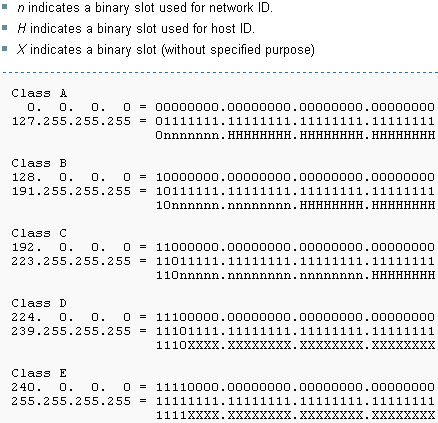 n indicates a binary slot used for network ID.
H indicates a binary slot used for host ID.
X indicates a binary slot (without specified purpose)
Class A
0. 0. 0. 0 = 00000000.00000000.00000000.00000000
127.255.255.255 = 01111111.11111111.11111111.11111111
0nnnnnnn.HHHHHHHH.HHHHHHHH.HHHHHHHH
Class B
128. 0. 0. 0 = 10000000.00000000.00000000.00000000
191.255.255.255 = 10111111.11111111.11111111.11111111
10nnnnnn.nnnnnnnn.HHHHHHHH.HHHHHHHH
Class C
192. 0. 0. 0 = 11000000.00000000.00000000.00000000
223.255.255.255 = 11011111.11111111.11111111.11111111
110nnnnn.nnnnnnnn.nnnnnnnn.HHHHHHHH
Class D
224. 0. 0. 0 = 11100000.00000000.00000000.00000000
239.255.255.255 = 11101111.11111111.11111111.11111111
1110XXXX.XXXXXXXX.XXXXXXXX.XXXXXXXX
Class E
240. 0. 0. 0 = 11110000.00000000.00000000.00000000
255.255.255.255 = 11111111.11111111.11111111.11111111
1111XXXX.XXXXXXXX.XXXXXXXX.XXXXXXXX